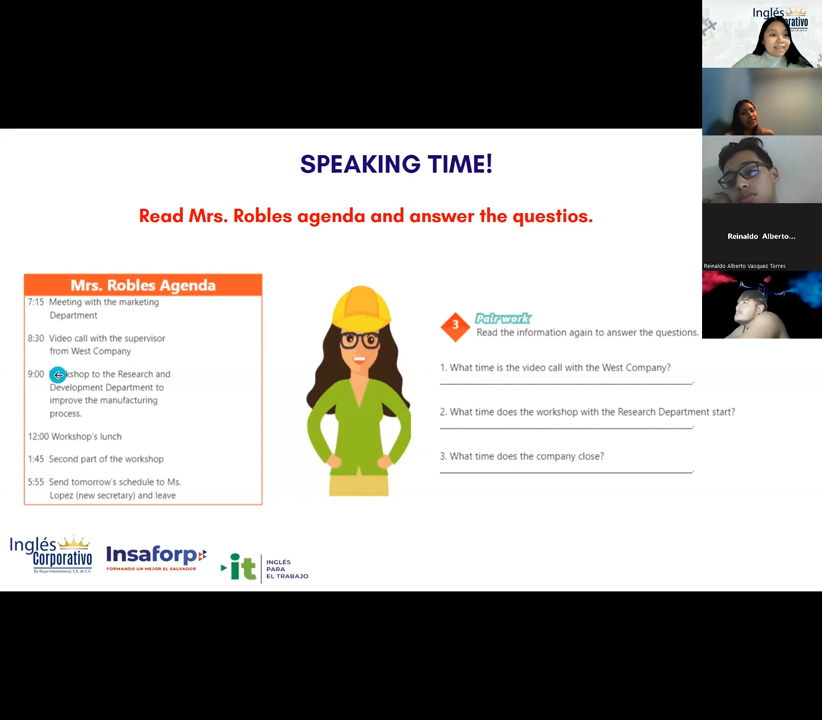 Inglés
SPEAKING TIME!
Read Mrs. Robles agenda and answer the questios.
Mrs. Robles Agenda
7:15 Meeting with the marketing
Department
8:30 Video call with the supervisor
from West Company
9:00 to the Research and
Development Department to
improve the manufacturing
process.
12:00 Workshop's lunch
1:45 Second part of the workshop
5:55 Send tomorrow's schedule to Ms.
Lopez (new secretary) and leave
3 Pair work
Read the information again to answer the questions.
1. What time is the video call with the West Company?
2. What time does the workshop with the Research Department start?
3. What time does the company close?
Reinaldo Alberto...
Reinaldo Alberto Vasquez Torres
Inglés
Corporativo
By Regal International, S.A. de C.V.
Insaforp
FORMANDO UN MEJOR EL SALVADOR
it
INGLÉS
PARA
EL TRABAJO